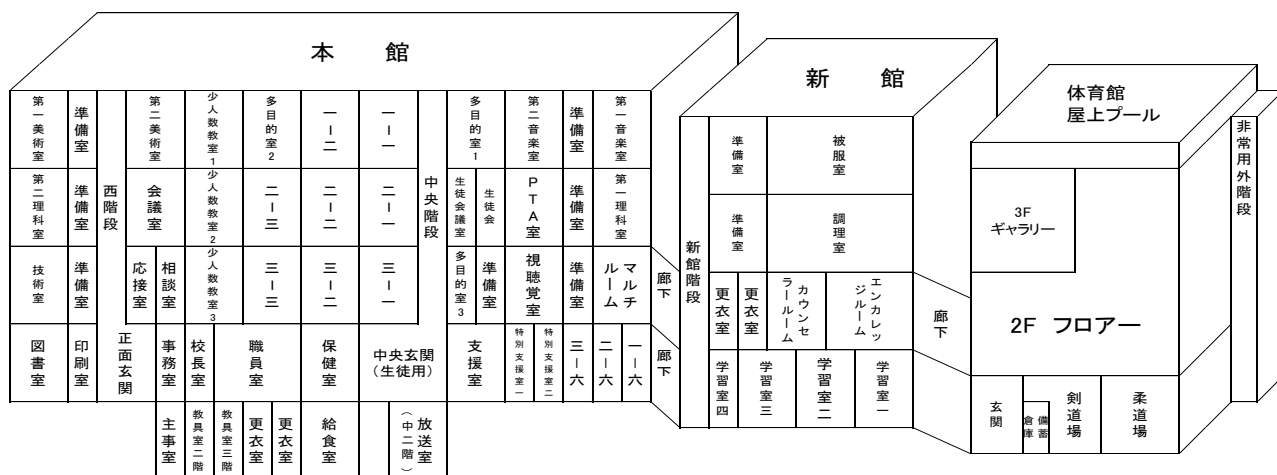 本　館
第一美術室
準備室
西階段
第二美術室
少人数教室1
多目的室2
一-二
一-一
中央階段
多目的室1
第二音楽室
準備室
第一音楽室
第二理科室
準備室
会議室
少人数教室2
二-三
二-二
二-一
生徒会議室
生徒会
PTA室
準備室
第一理科室
技術室
準備室
応接室
相談室
少人数教室3
三-三
三-二
三-一
多目的室3
準備室
視聴覚室
準備室
マルチ
ルーム
廊下
図書室
印刷室
正面玄関
事務室
校長室
職員室
保健室
中央玄関
(生徒用)
支援室
特別支援室一
特別支援室二
三-六
二-六
一-六
廊下
主事室
教具室二階
教具室三階
更衣室
更衣室
給食室
放送室
(中二階)
新　館
新館階段
準備室
被服室
準備室
調理室
更衣室
更衣室
カウンセ
ラールーム
エンカレッ
ジルーム
廊下
学習室四
学習室三
学習室二
学習室一
体育館
屋上プール
非常用外階段
3F
ギャラリー
2F フロアー
玄関
備蓄
倉庫
剣道場
柔道場